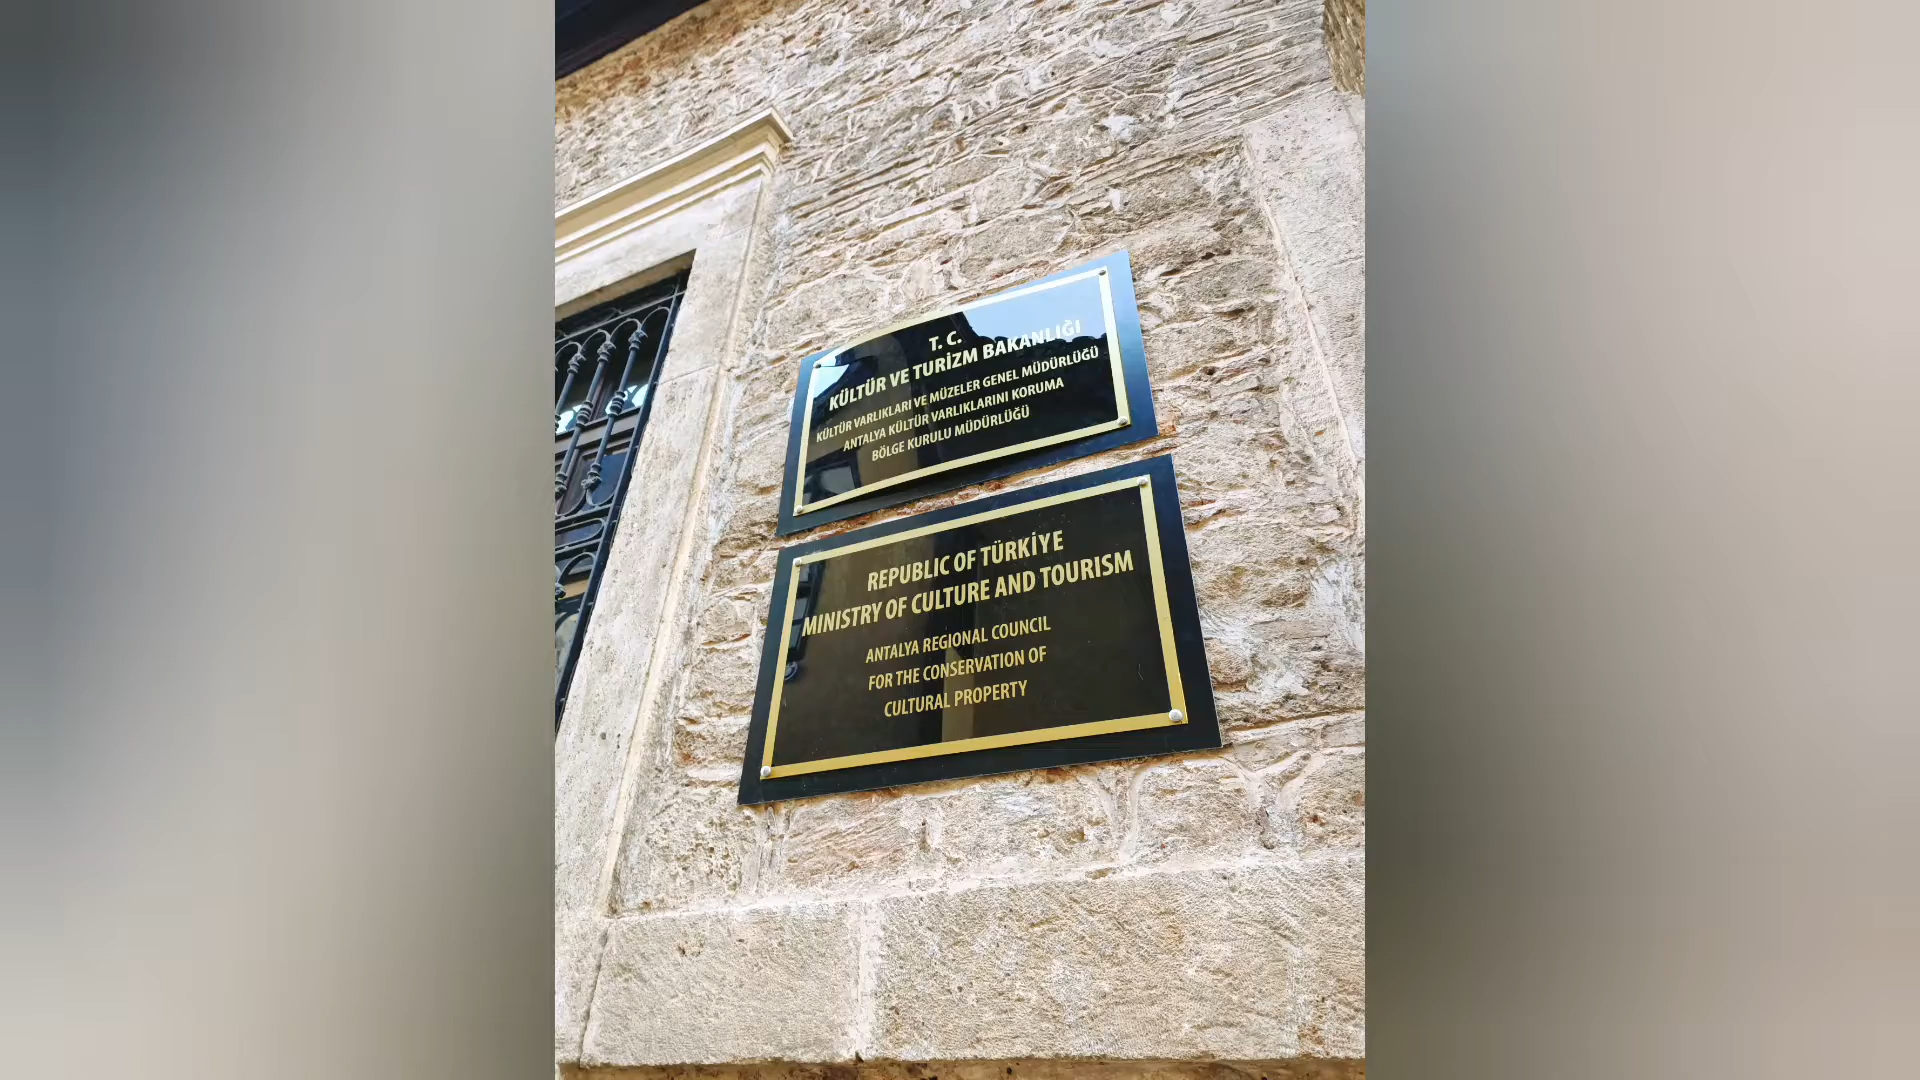 T. C.
KÜLTÜR VE TURİZM BAKANLIĞI
KÜLTÜR VARLIKLARI VE MÜZELER GENEL MÜDÜRLÜĞÜ
ANTALYA KÜLTÜR VARLIKLARINI KORUMA
BÖLGE KURULU MÜDÜRLÜĞÜ
REPUBLIC OF TÜRKİYE
MINISTRY OF CULTURE AND TOURISM
ANTALYA REGIONAL COUNCIL
FOR THE CONSERVATION OF
CULTURAL PROPERTY